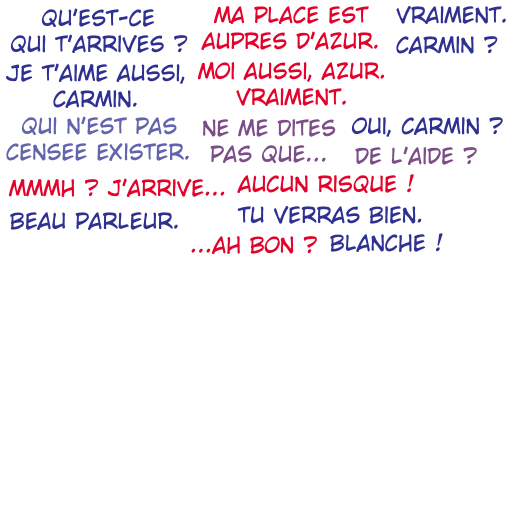 QU'EST-CE
QUI T'ARRIVES ?
MA PLACE EST
AUPRES D'AZUR.
VRAIMENT.
CARMIN ?
JE T'AIME AUSSI,
CARMIN.
MOI AUSSI, AZUR.
VRAIMENT.
QUI N'EST PAS
CENSEE EXISTER.
NE ME DITES
PAS QUE...
OUI, CARMIN ?
DE L'AIDE ?
MMMH ? J'ARRIVE...
AUCUN RISQUE !
BEAU PARLEUR.
TU VERRAS BIEN.
...AH BON ?
BLANCHE !